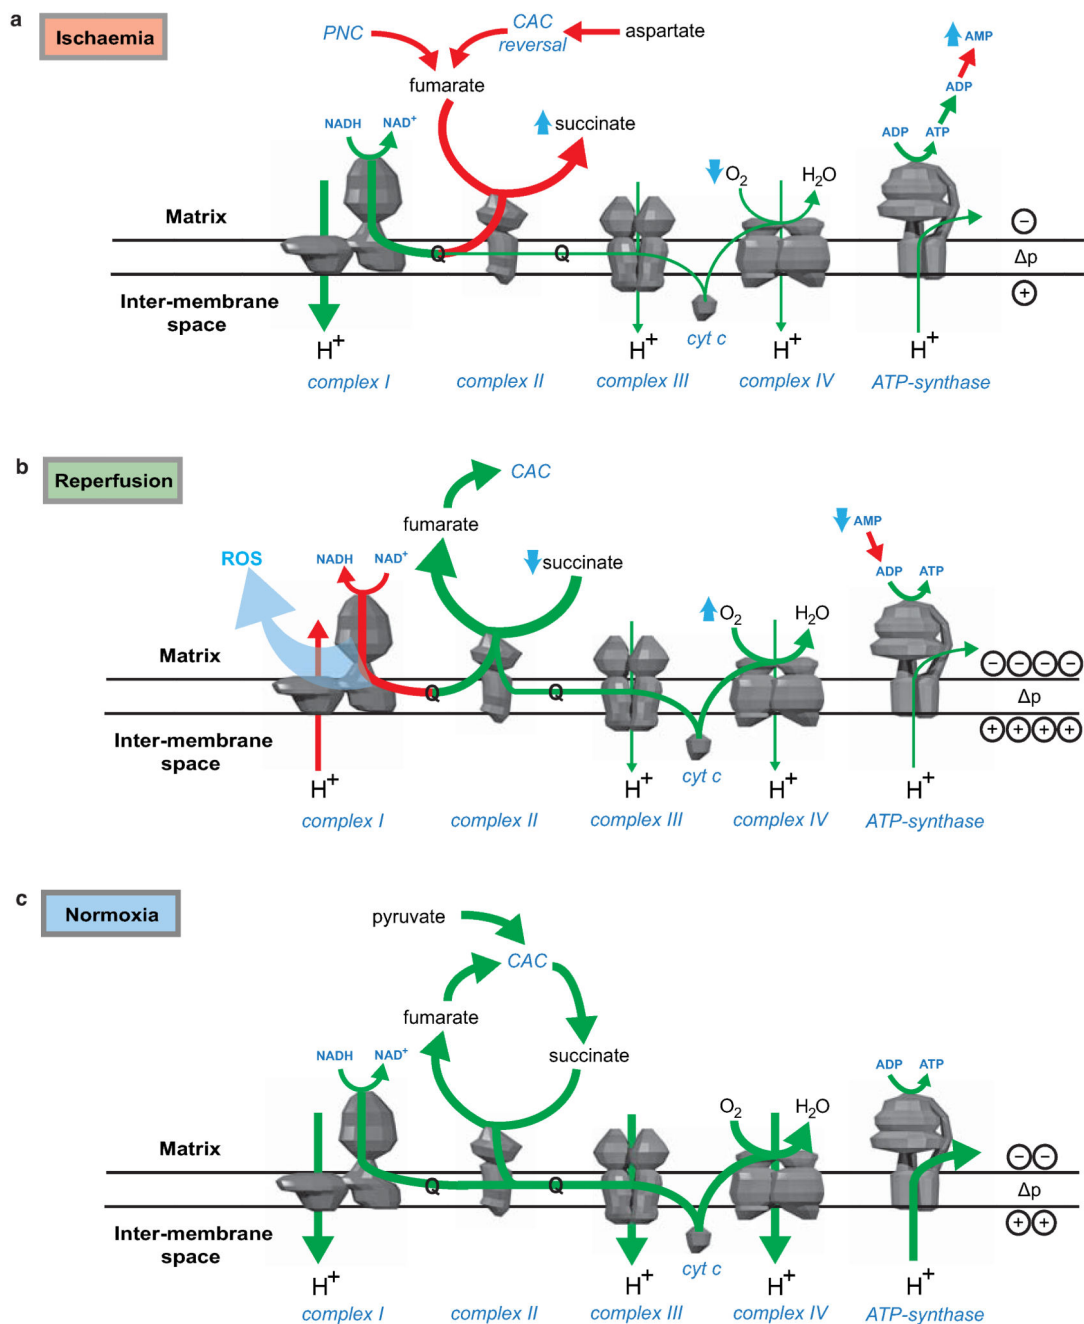 a
Ischaemia
PNC
CAC
reversal
aspartate
AMP
fumarate
ADP
NADH
NAD⁺
succinate
ADP
ATP
O₂
H₂O
Matrix
Q
Q
−
Δp
Inter-membrane
space
+
cyt c
H⁺
H⁺
H⁺
H⁺
complex I
complex II
complex III
complex IV
ATP-synthase
b
Reperfusion
CAC
fumarate
AMP
ROS
NADH
NAD⁺
succinate
ADP
ATP
O₂
H₂O
Matrix
− − − −
Q
Q
Δp
Inter-membrane
space
+ + + +
cyt c
H⁺
H⁺
H⁺
H⁺
complex I
complex II
complex III
complex IV
ATP-synthase
c
Normoxia
pyruvate
CAC
fumarate
succinate
NADH
NAD⁺
ADP
ATP
O₂
H₂O
Matrix
− −
Q
Q
Δp
Inter-membrane
space
+ +
cyt c
H⁺
H⁺
H⁺
H⁺
complex I
complex II
complex III
complex IV
ATP-synthase